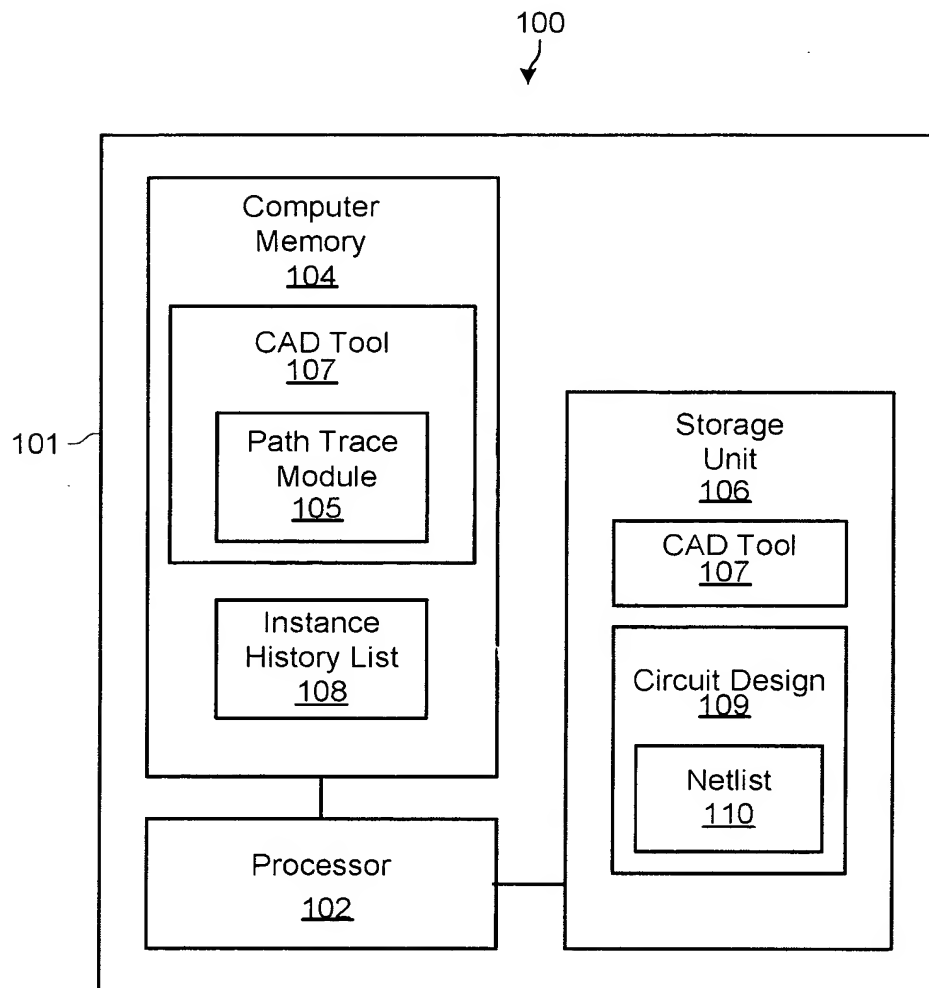 100
101
Computer
Memory
104
CAD Tool
107
Path Trace
Module
105
Instance
History List
108
Processor
102
Storage
Unit
106
CAD Tool
107
Circuit Design
109
Netlist
110